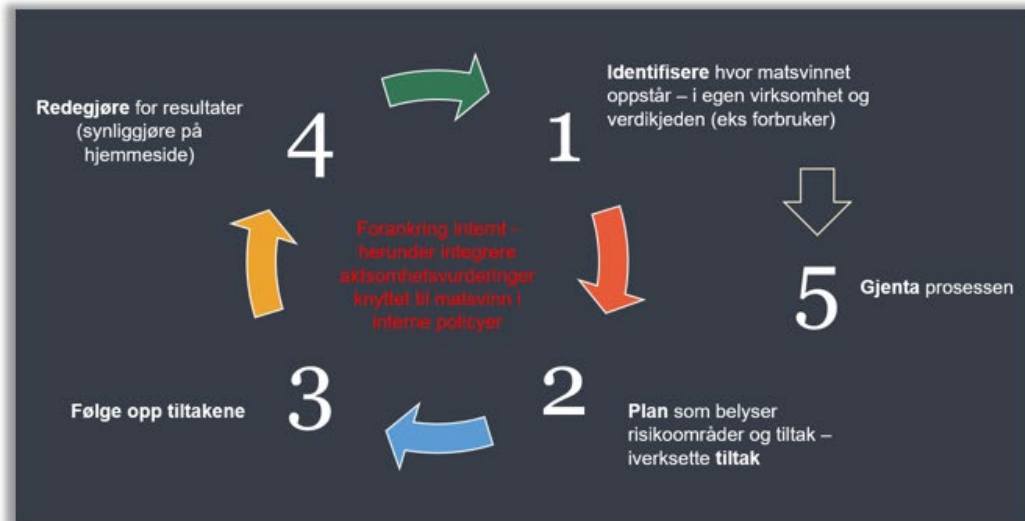 Redegjøre for resultater
(synliggjøre på
hjemmeside)
4
1
Identifisere hvor matsvinnet
oppstår – i egen virksomhet og
verdikjeden (eks forbruker)
Forankring internt –
herunder integrere
aktsomhetsvurderinger
knyttet til matsvinn i
interne policyer
5
Gjenta prosessen
Følge opp tiltakene
3
2
Plan som belyser
risikoområder og tiltak –
iverksette tiltak